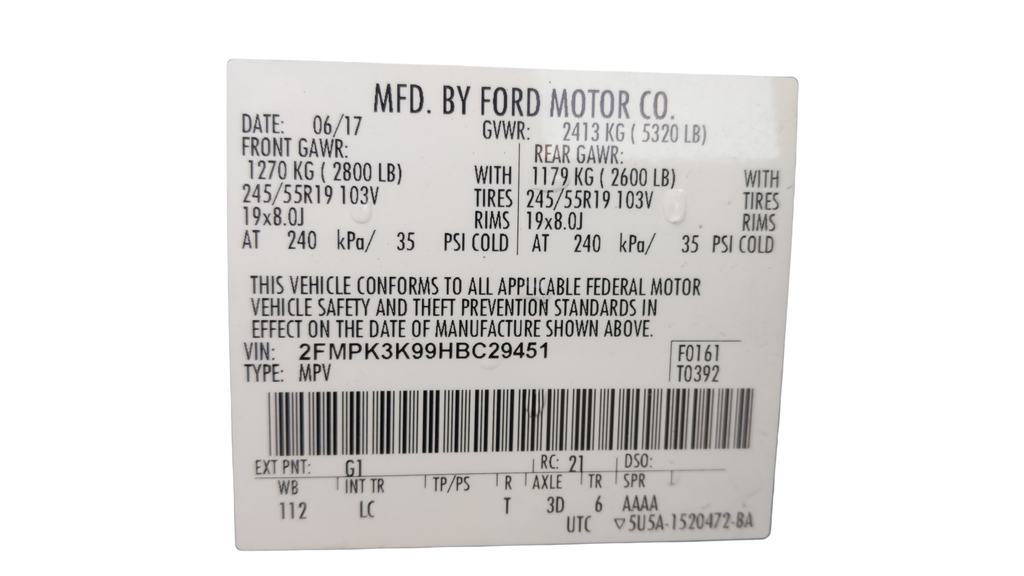 MFD. BY FORD MOTOR CO.
DATE: 06/17 GVWR: 2413 KG ( 5320 LB)
FRONT GAWR: REAR GAWR:
1270 KG ( 2800 LB) WITH 1179 KG ( 2600 LB) WITH
245/55R19 103V TIRES 245/55R19 103V TIRES
19x8.0J RIMS 19x8.0J RIMS
AT 240 kPa/ 35 PSI COLD AT 240 kPa/ 35 PSI COLD
THIS VEHICLE CONFORMS TO ALL APPLICABLE FEDERAL MOTOR
VEHICLE SAFETY AND THEFT PREVENTION STANDARDS IN
EFFECT ON THE DATE OF MANUFACTURE SHOWN ABOVE.
VIN: 2FMPK3K99HBC29451 F0161
TYPE: MPV T0392
EXT PNT: G1 RC: 21 DSO:
WB INT TR TP/PS R AXLE TR SPR
112 LC T 3D 6 AAAA
UTC ▽5U5A-1520472-BA